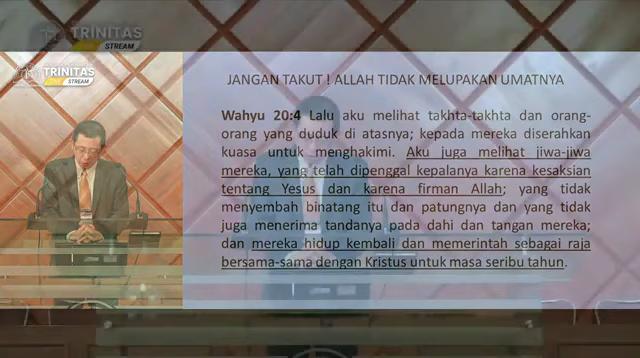 TRINITAS
STREAM
TRINITAS
STREAM
JANGAN TAKUT ! ALLAH TIDAK MELUPAKAN UMATNYA
Wahyu 20:4 Lalu aku melihat takhta-takhta dan orang-
orang yang duduk di atasnya; kepada mereka diserahkan
kuasa untuk menghakimi. Aku juga melihat jiwa-jiwa
mereka, yang telah dipenggal kepalanya karena kesaksian
tentang Yesus dan karena firman Allah; yang tidak
menyembah binatang itu dan patungnya dan yang tidak
juga menerima tandanya pada dahi dan tangan mereka;
dan mereka hidup kembali dan memerintah sebagai raja
bersama-sama dengan Kristus untuk masa seribu tahun.